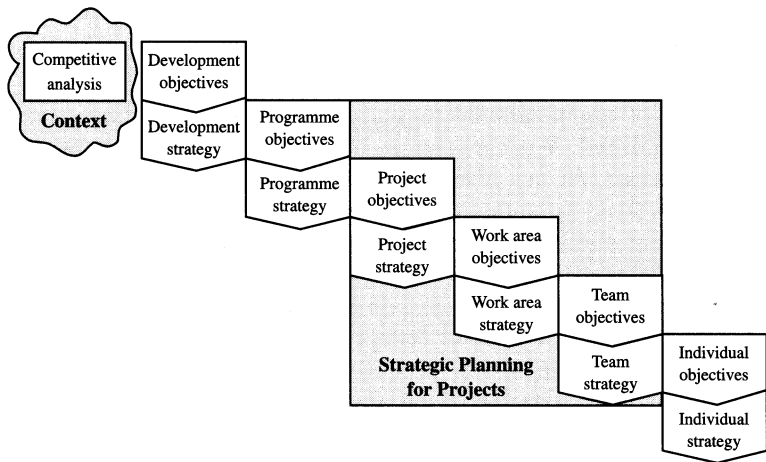 Competitive
analysis
Context
Development
objectives
Development
strategy
Programme
objectives
Programme
strategy
Project
objectives
Project
strategy
Work area
objectives
Work area
strategy
Team
objectives
Team
strategy
Individual
objectives
Individual
strategy
Strategic Planning
for Projects